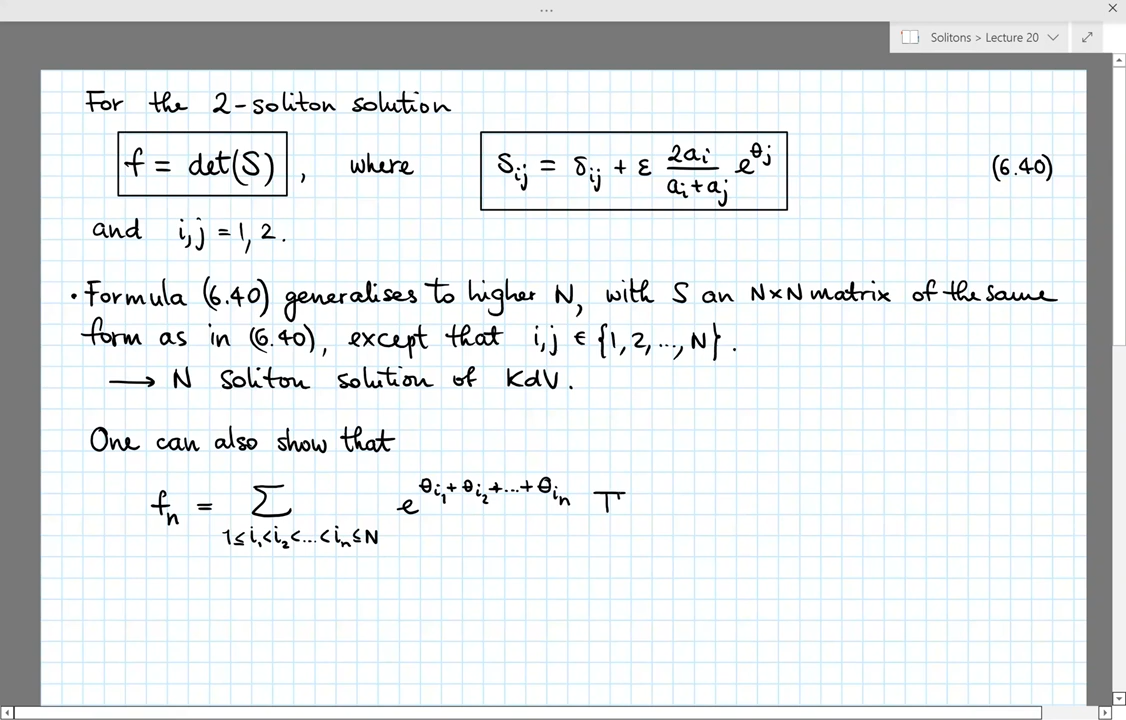 Solitons > Lecture 20
For the 2-soliton solution
f = det(S), where S_ij = δ_ij + ε 2a_i/(a_i+a_j) e^{θ_j} (6.40)
and i,j = 1, 2.
• Formula (6.40) generalises to higher N, with S an N×N matrix of the same
form as in (6.40), except that i,j ∈ {1, 2, ..., N}.
⟶ N soliton solution of KdV.
One can also show that
f_n = Σ_{1≤i_1<i_2<...<i_n≤N} e^{θ_{i_1}+θ_{i_2}+...+θ_{i_n}} T